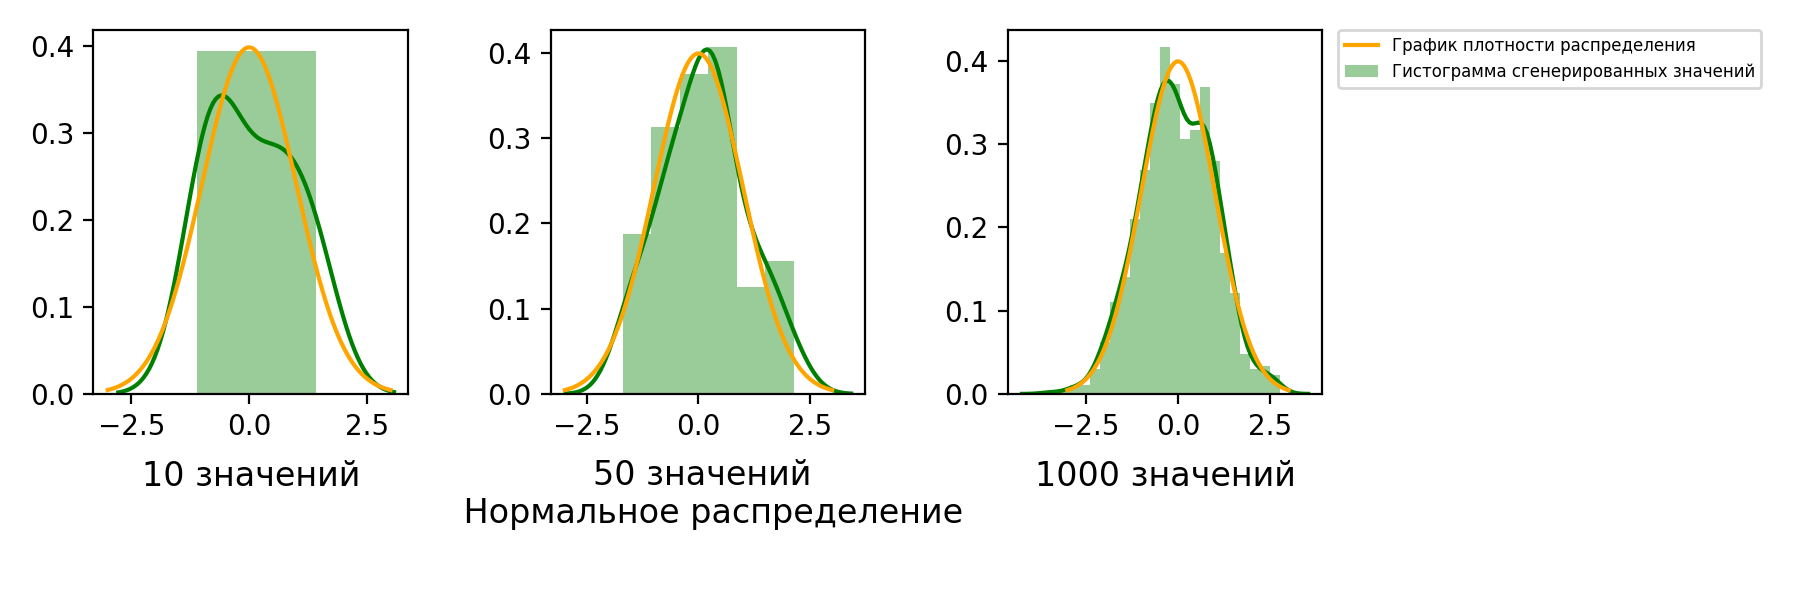 0.4
0.3
0.2
0.1
0.0
−2.5 0.0 2.5
10 значений
0.4
0.3
0.2
0.1
0.0
−2.5 0.0 2.5
50 значений
Нормальное распределение
0.4
0.3
0.2
0.1
0.0
−2.5 0.0 2.5
1000 значений
График плотности распределения
Гистограмма сгенерированных значений